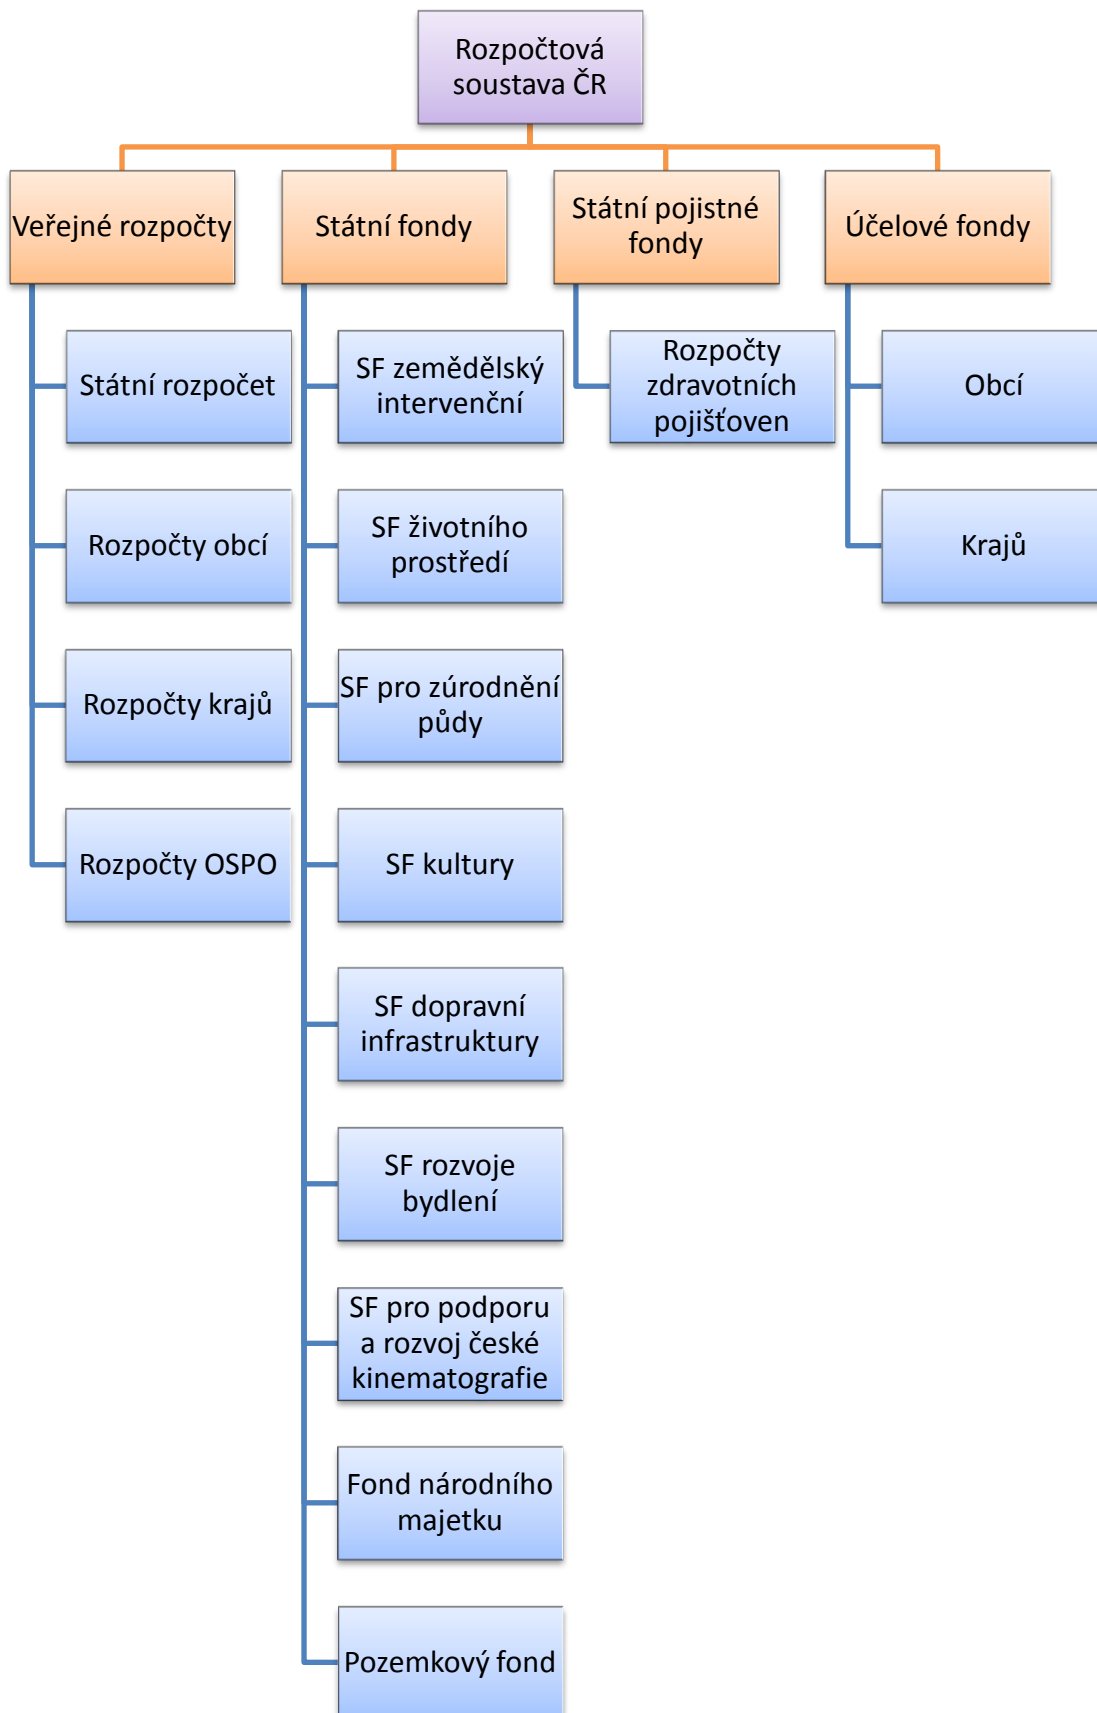 Rozpočtová
soustava ČR
Veřejné rozpočty
Státní rozpočet
Rozpočty obcí
Rozpočty krajů
Rozpočty OSPO
Státní fondy
SF zemědělský
intervenční
SF životního
prostředí
SF pro zúrodnění
půdy
SF kultury
SF dopravní
infrastruktury
SF rozvoje
bydlení
SF pro podporu
a rozvoj české
kinematografie
Fond národního
majetku
Pozemkový fond
Státní pojistné
fondy
Rozpočty
zdravotních
pojišťoven
Účelové fondy
Obcí
Krajů